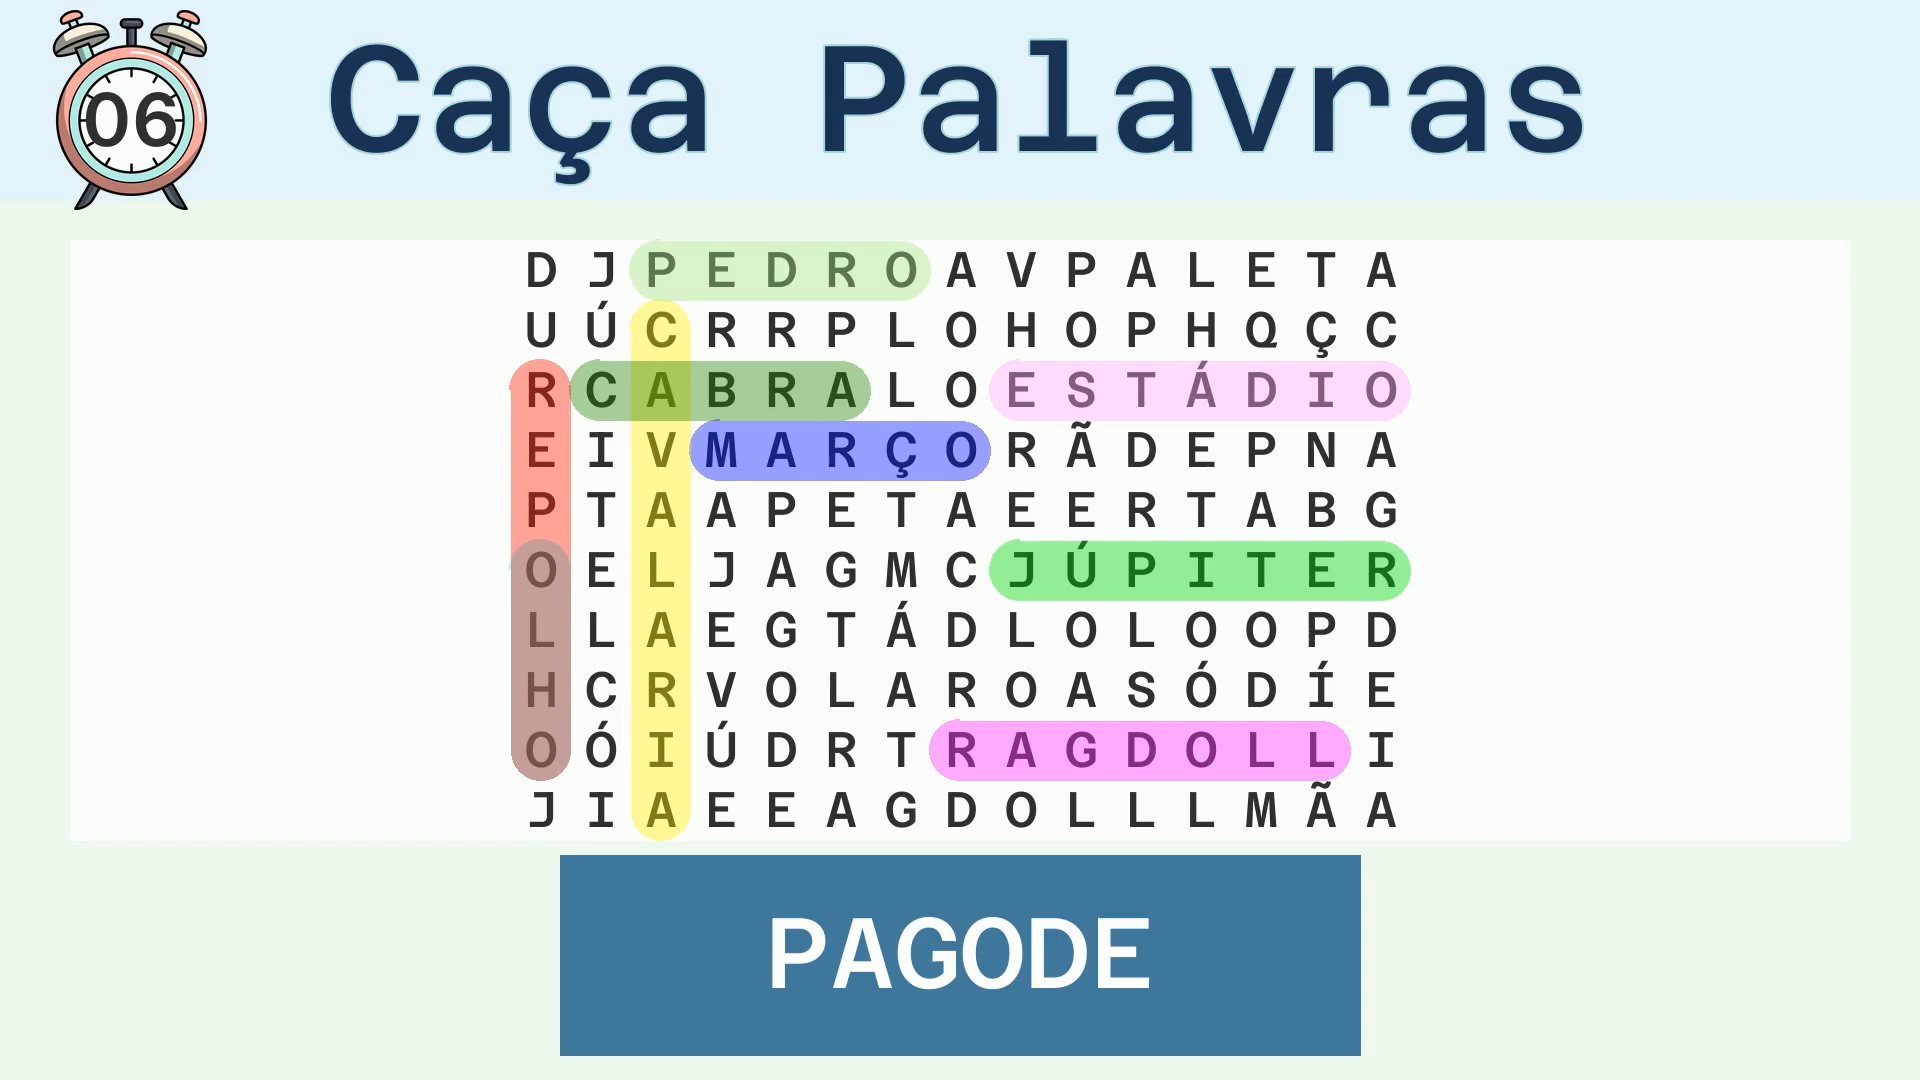 06
Caça Palavras
D J P E D R O A V P A L E T A
U Ú C R R P L O H O P H Q Ç C
R C A B R A L O E S T Á D I O
E I V M A R Ç O R Ã D E P N A
P T A A P E T A E E R T A B G
O E L J A G M C J Ú P I T E R
L L A E G T Á D L O L O O P D
H C R V O L A R O A S Ó D Í E
O Ó I Ú D R T R A G D O L L I
J I A E E A G D O L L L M Ã A
PAGODE